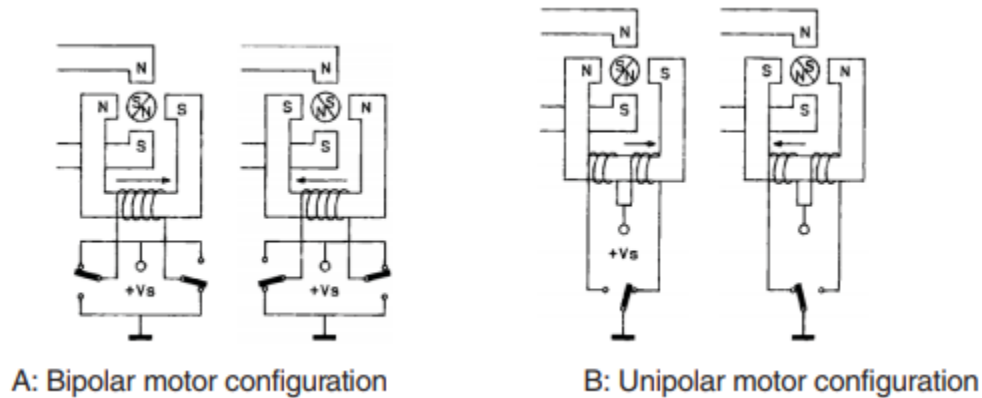 N
N
S/N
S
S
N
S
N/S
N
S
+Vs
+Vs
N
N
S/N
S
S
N
S
N/S
N
S
+Vs
A: Bipolar motor configuration
B: Unipolar motor configuration